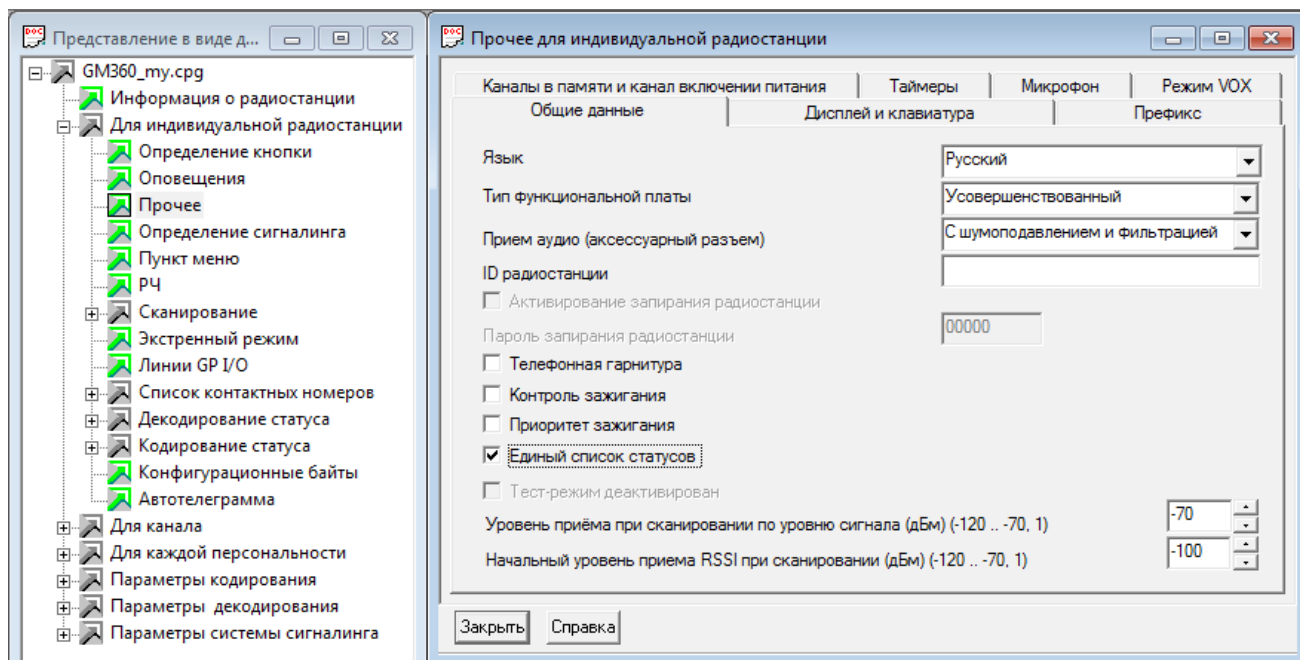 Представление в виде д...
GM360_my.cpg
Информация о радиостанции
Для индивидуальной радиостанции
Определение кнопки
Оповещения
Прочее
Определение сигналинга
Пункт меню
РЧ
Сканирование
Экстренный режим
Линии GP I/O
Список контактных номеров
Декодирование статуса
Кодирование статуса
Конфигурационные байты
Автотелеграмма
Для канала
Для каждой персональности
Параметры кодирования
Параметры декодирования
Параметры системы сигналинга
Прочее для индивидуальной радиостанции
Каналы в памяти и канал включении питания Таймеры Микрофон Режим VOX
Общие данные Дисплей и клавиатура Префикс
Язык Русский
Тип функциональной платы Усовершенствованный
Прием аудио (аксессуарный разъем) С шумоподавлением и фильтрацией
ID радиостанции
Активирование запирания радиостанции
Пароль запирания радиостанции 00000
Телефонная гарнитура
Контроль зажигания
Приоритет зажигания
Единый список статусов
Тест-режим деактивирован
Уровень приёма при сканировании по уровню сигнала (дБм) (-120 .. -70, 1) -70
Начальный уровень приема RSSI при сканировании (дБм) (-120 .. -70, 1) -100
Закрыть Справка